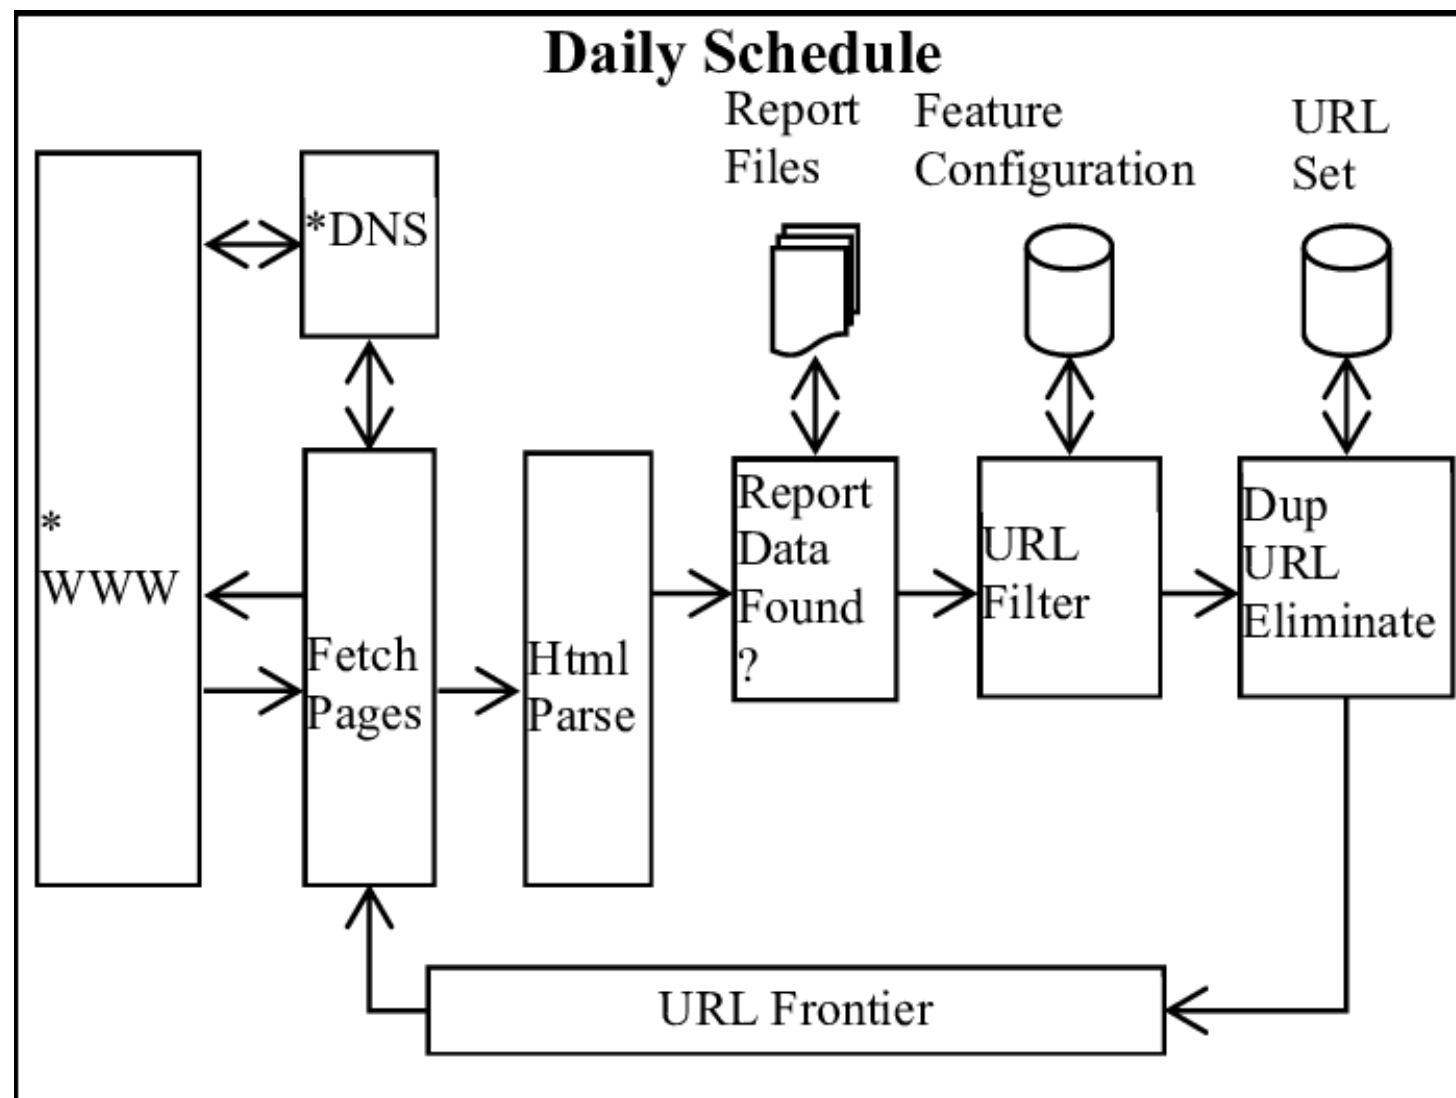 Daily Schedule
Report
Files
Feature
Configuration
URL
Set
*DNS
*
WWW
Fetch
Pages
Html
Parse
Report
Data
Found
?
URL
Filter
Dup
URL
Eliminate
URL Frontier